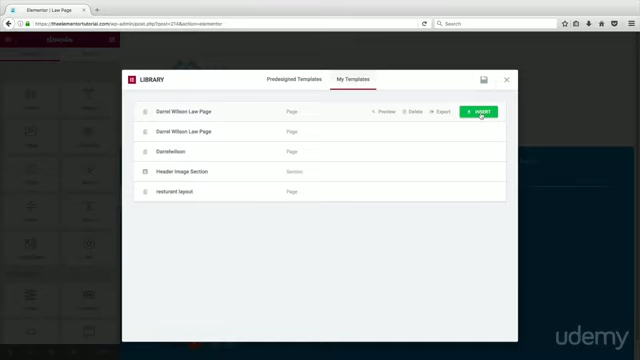 Elementor | Law Page
https://theelementortutorial.com/wp-admin/post.php?post=214&action=elementor
Search
elementor
LIBRARY
Predesigned Templates
My Templates
Darrel Wilson Law Page
Page
Preview
Delete
Export
INSERT
Darrel Wilson Law Page
Page
Darrelwilson
Page
Header Image Section
Section
resturant layout
Page
udemy